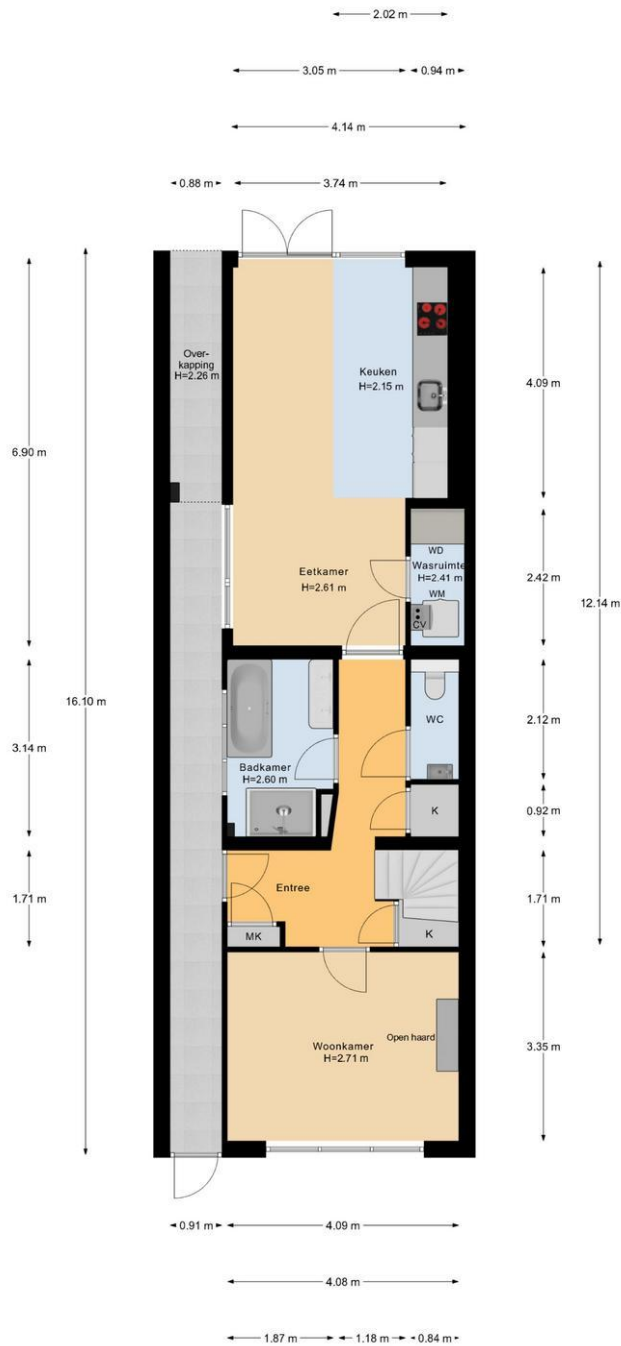 2.02 m
3.05 m
0.94 m
4.14 m
0.88 m
3.74 m
Over-
kapping
H=2.26 m
Keuken
H=2.15 m
4.09 m
6.90 m
Eetkamer
H=2.61 m
WD
Wasruimte
H=2.41 m
WM
CV
2.42 m
12.14 m
16.10 m
3.14 m
Badkamer
H=2.60 m
WC
2.12 m
K
0.92 m
1.71 m
Entree
MK
K
1.71 m
Woonkamer
H=2.71 m
Open haard
3.35 m
0.91 m
4.09 m
4.08 m
1.87 m
1.18 m
0.84 m